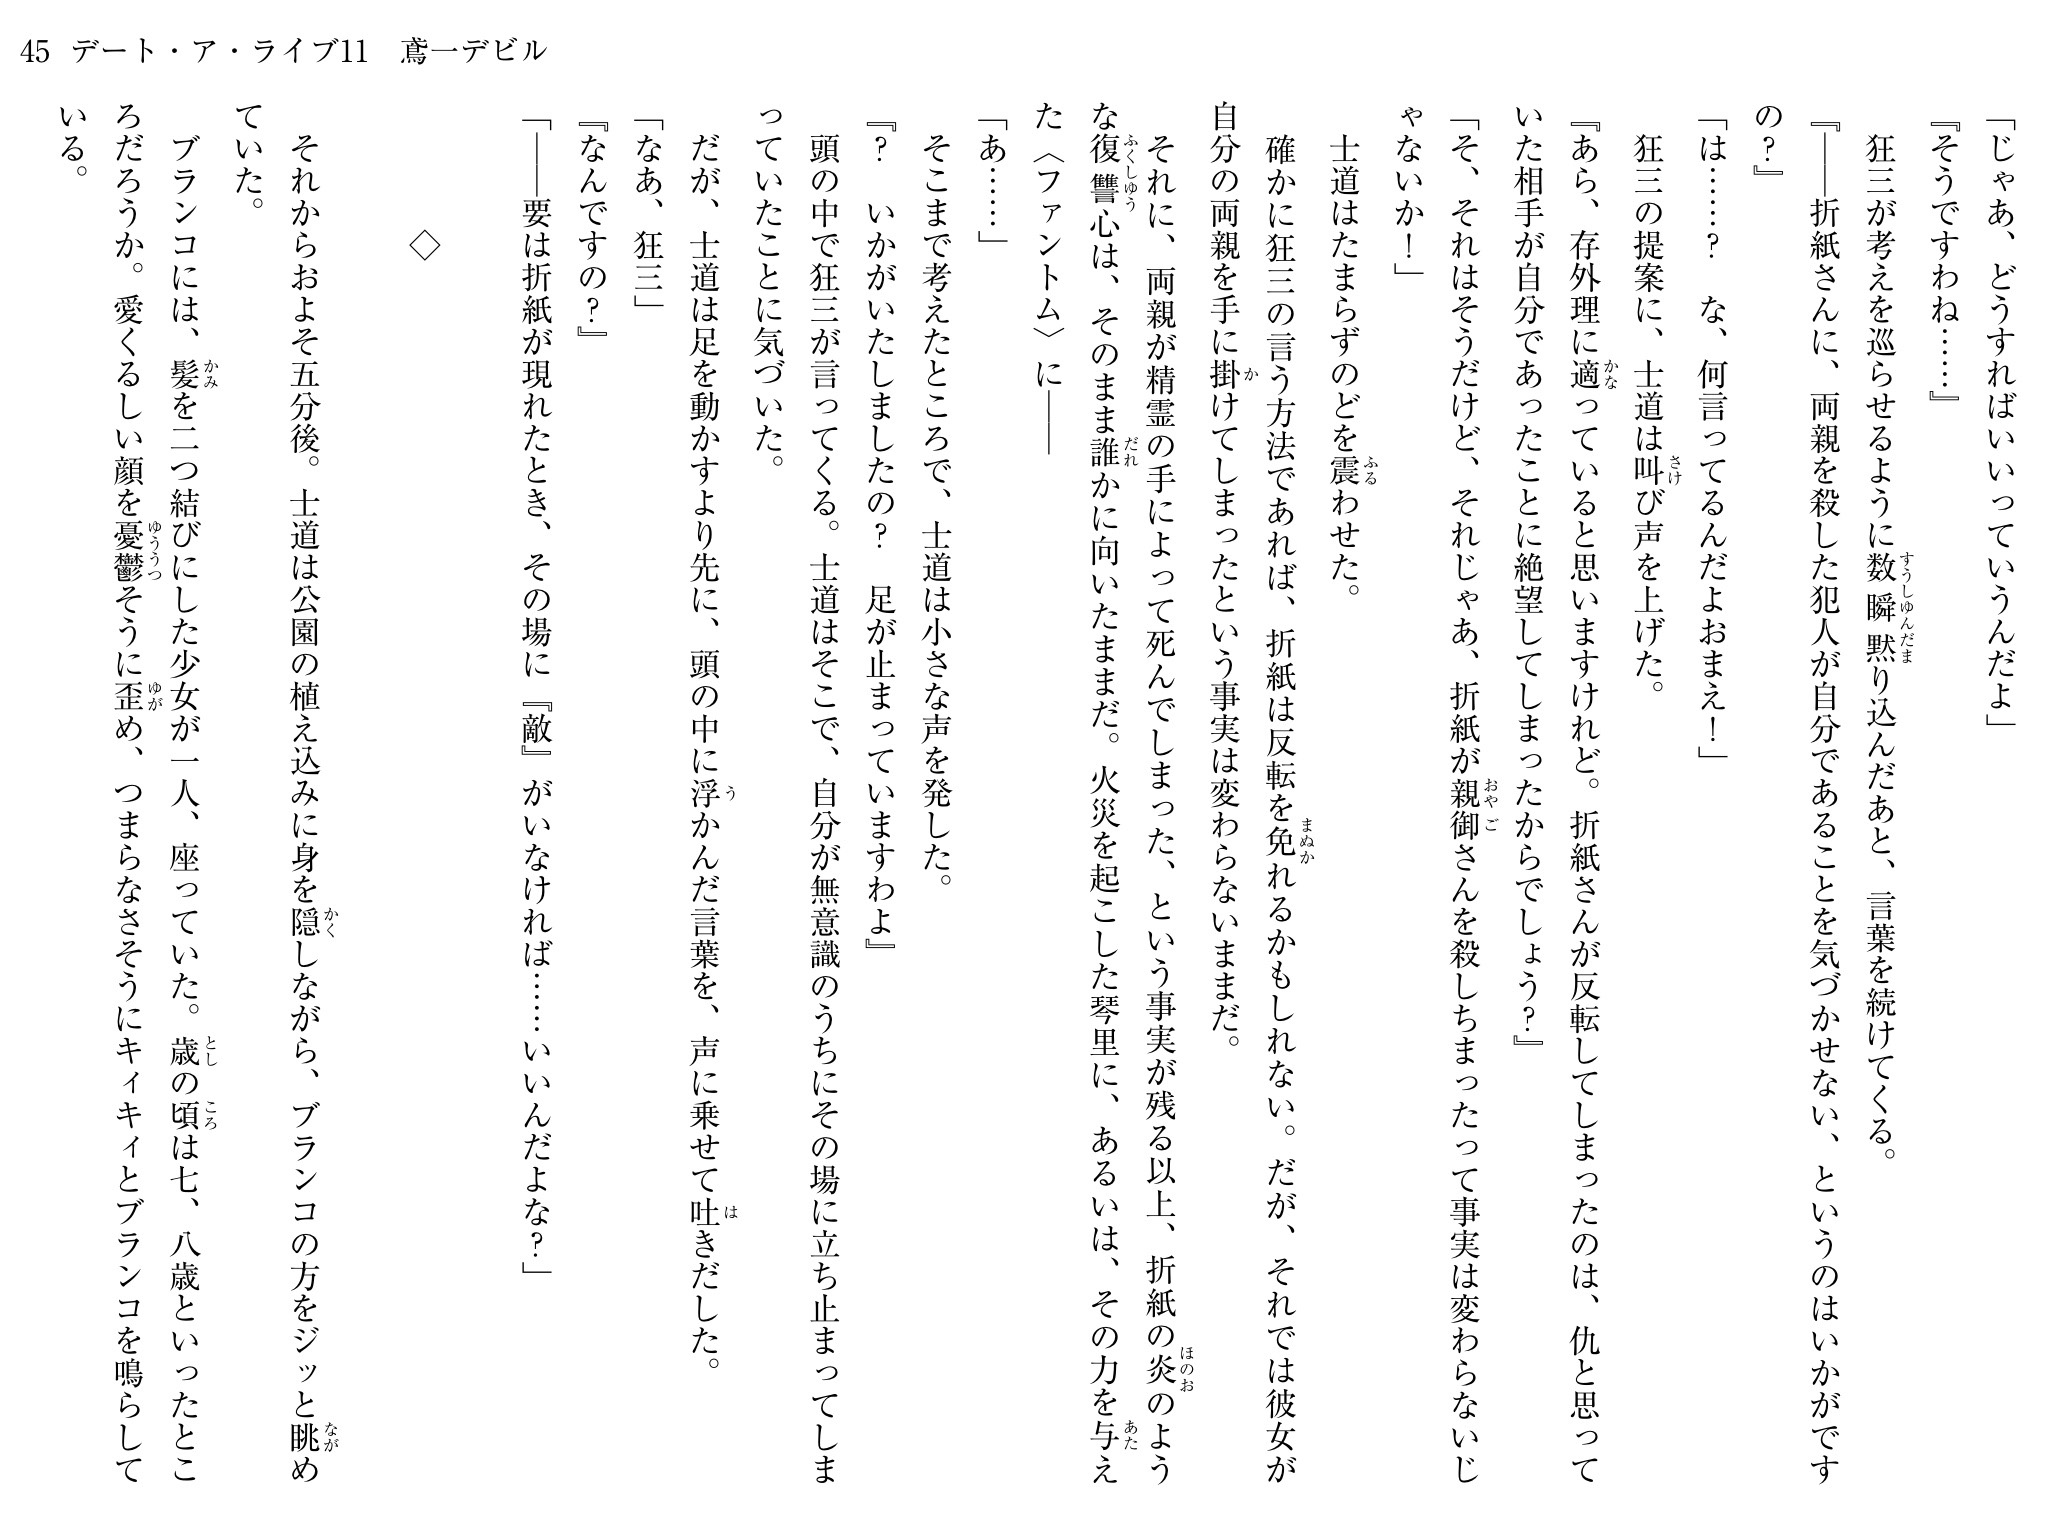 45 デート・ア・ライブ11 鳶一デビル
「じゃあ、どうすればいいっていうんだよ」
『そうですわね……』
狂三が考えを巡らせるように数瞬黙り込んだあと、言葉を続けてくる。
『――折紙さんに、両親を殺した犯人が自分であることを気づかせない、というのはいかがです
の?』
「は……? な、何言ってるんだよおまえ！」
狂三の提案に、士道は叫び声を上げた。
『あら、存外理に適っていると思いますけれど。折紙さんが反転してしまったのは、仇と思って
いた相手が自分であったことに絶望してしまったからでしょう?』
「そ、それはそうだけど、それじゃあ、折紙が親御さんを殺しちまったって事実は変わらないじ
ゃないか！」
士道はたまらずのどを震わせた。
確かに狂三の言う方法であれば、折紙は反転を免れるかもしれない。だが、それでは彼女が
自分の両親を手に掛けてしまったという事実は変わらないままだ。
それに、両親が精霊の手によって死んでしまった、という事実が残る以上、折紙の炎のよう
な復讐心は、そのまま誰かに向いたままだ。火災を起こした琴里に、あるいは、その力を与え
た〈ファントム〉に――
「あ……」
そこまで考えたところで、士道は小さな声を発した。
『? いかがいたしましたの? 足が止まっていますわよ』
頭の中で狂三が言ってくる。士道はそこで、自分が無意識のうちにその場に立ち止まってしま
っていたことに気づいた。
だが、士道は足を動かすより先に、頭の中に浮かんだ言葉を、声に乗せて吐きだした。
「なあ、狂三」
『なんですの?』
「――要は折紙が現れたとき、その場に『敵』がいなければ……いいんだよな?」
◇
それからおよそ五分後。士道は公園の植え込みに身を隠しながら、ブランコの方をジッと眺め
ていた。
ブランコには、髪を二つ結びにした少女が一人、座っていた。歳の頃は七、八歳といったとこ
ろだろうか。愛くるしい顔を憂鬱そうに歪め、つまらなさそうにキィキィとブランコを鳴らして
いる。